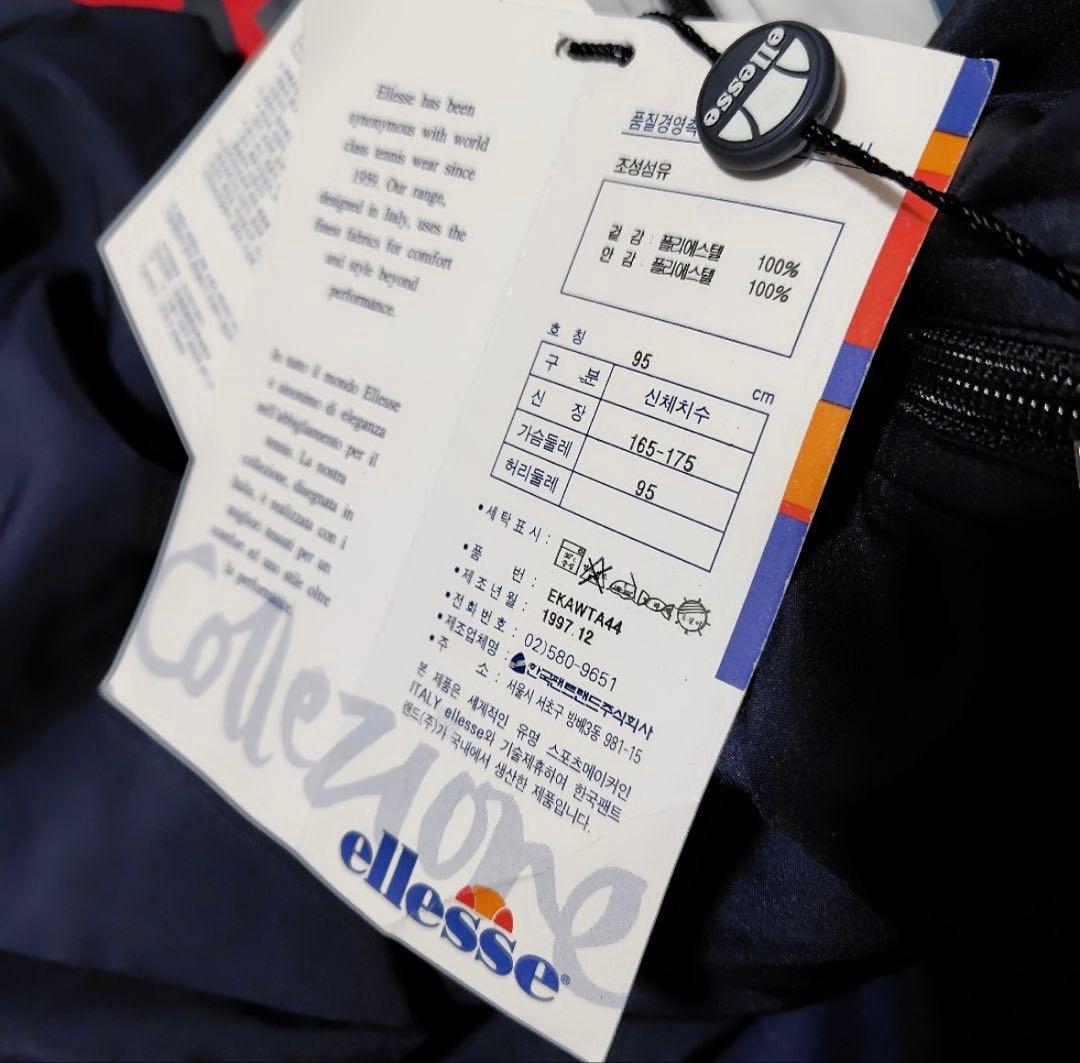 Ellesse has been
synonymous with world
class tennis wear since
1959. Our range,
designed in Italy, uses the
finest fabrics for comfort
and style beyond
performance.
In tutto il mondo Ellesse
è sinonimo di eleganza
nell'abbigliamento per il
tennis. La nostra
collezione, disegnata in
Italia, è realizzata con i
migliori tessuti per un
comfort ed uno stile oltre
la performance.
collezione
ellesse®
ellesse
품질경영촉
조성섬유
겉 감 : 폴리에스텔 100%
안 감 : 폴리에스텔 100%
호 칭 95
cm
구 분 신체치수
신 장 165-175
가슴둘레 95
허리둘레
•세탁표시 :
•품 번 : EKAWTA44
•제조년월 : 1997.12
•전화번호 : 02)580-9651
•제조업체명 : 한국팬트랜드주식회사
•주 소 : 서울시 서초구 방배3동 981-15
본 제품은 세계적인 유명 스포츠메이커인
ITALY ellesse와 기술제휴하여 한국팬트
랜드(주)가 국내에서 생산한 제품입니다.